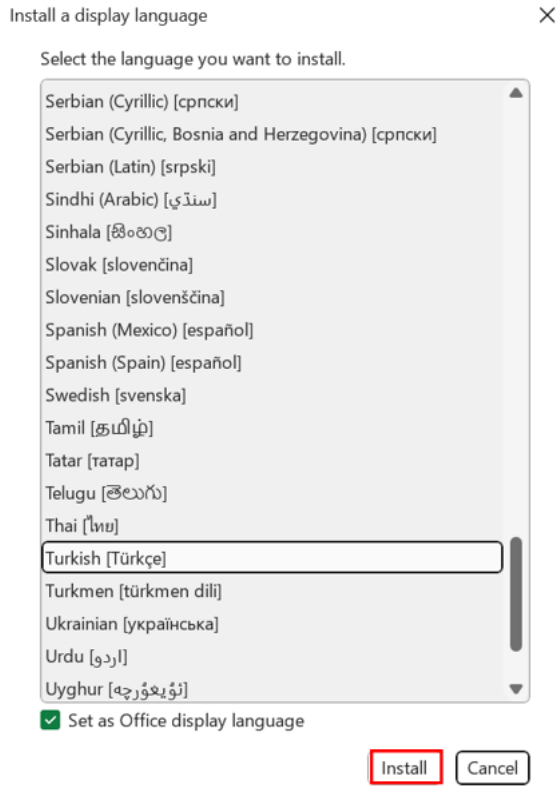 Install a display language
Select the language you want to install.
Serbian (Cyrillic) [српски]
Serbian (Cyrillic, Bosnia and Herzegovina) [српски]
Serbian (Latin) [srpski]
Sindhi (Arabic) [سنڌي]
Sinhala [සිංහල]
Slovak [slovenčina]
Slovenian [slovenščina]
Spanish (Mexico) [español]
Spanish (Spain) [español]
Swedish [svenska]
Tamil [தமிழ்]
Tatar [татар]
Telugu [తెలుగు]
Thai [ไทย]
Turkish [Türkçe]
Turkmen [türkmen dili]
Ukrainian [українська]
Urdu [اردو]
Uyghur [ئۇيغۇرچە]
Set as Office display language
Install Cancel